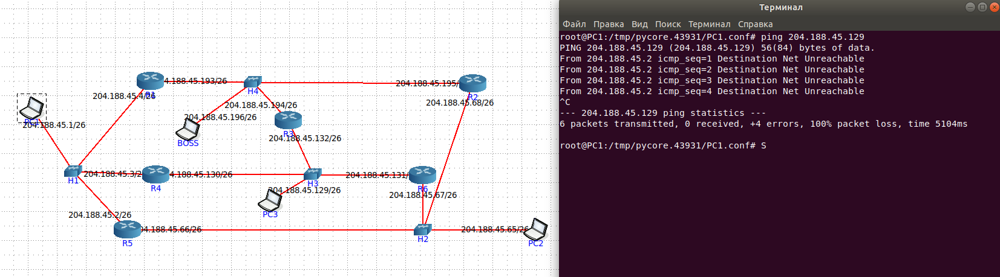 4.188.45.193/26
R1
204.188.45.4/26
H4
204.188.45.195/
R2
204.188.45.68/26
204.188.45.194/26
204.188.45.196/26
PC1
204.188.45.1/26
BOSS
R3
204.188.45.132/26
H1
204.188.45.3/2
R4
4.188.45.130/26
H3
204.188.45.131/
R6
204.188.45.67/26
204.188.45.129/26
PC3
204.188.45.2/26
R5
04.188.45.66/26
H2
204.188.45.65/26
PC2
Терминал
Файл Правка Вид Поиск Терминал Справка
root@PC1:/tmp/pycore.43931/PC1.conf# ping 204.188.45.129
PING 204.188.45.129 (204.188.45.129) 56(84) bytes of data.
From 204.188.45.2 icmp_seq=1 Destination Net Unreachable
From 204.188.45.2 icmp_seq=2 Destination Net Unreachable
From 204.188.45.2 icmp_seq=3 Destination Net Unreachable
From 204.188.45.2 icmp_seq=4 Destination Net Unreachable
^C
--- 204.188.45.129 ping statistics ---
6 packets transmitted, 0 received, +4 errors, 100% packet loss, time 5104ms
root@PC1:/tmp/pycore.43931/PC1.conf# S